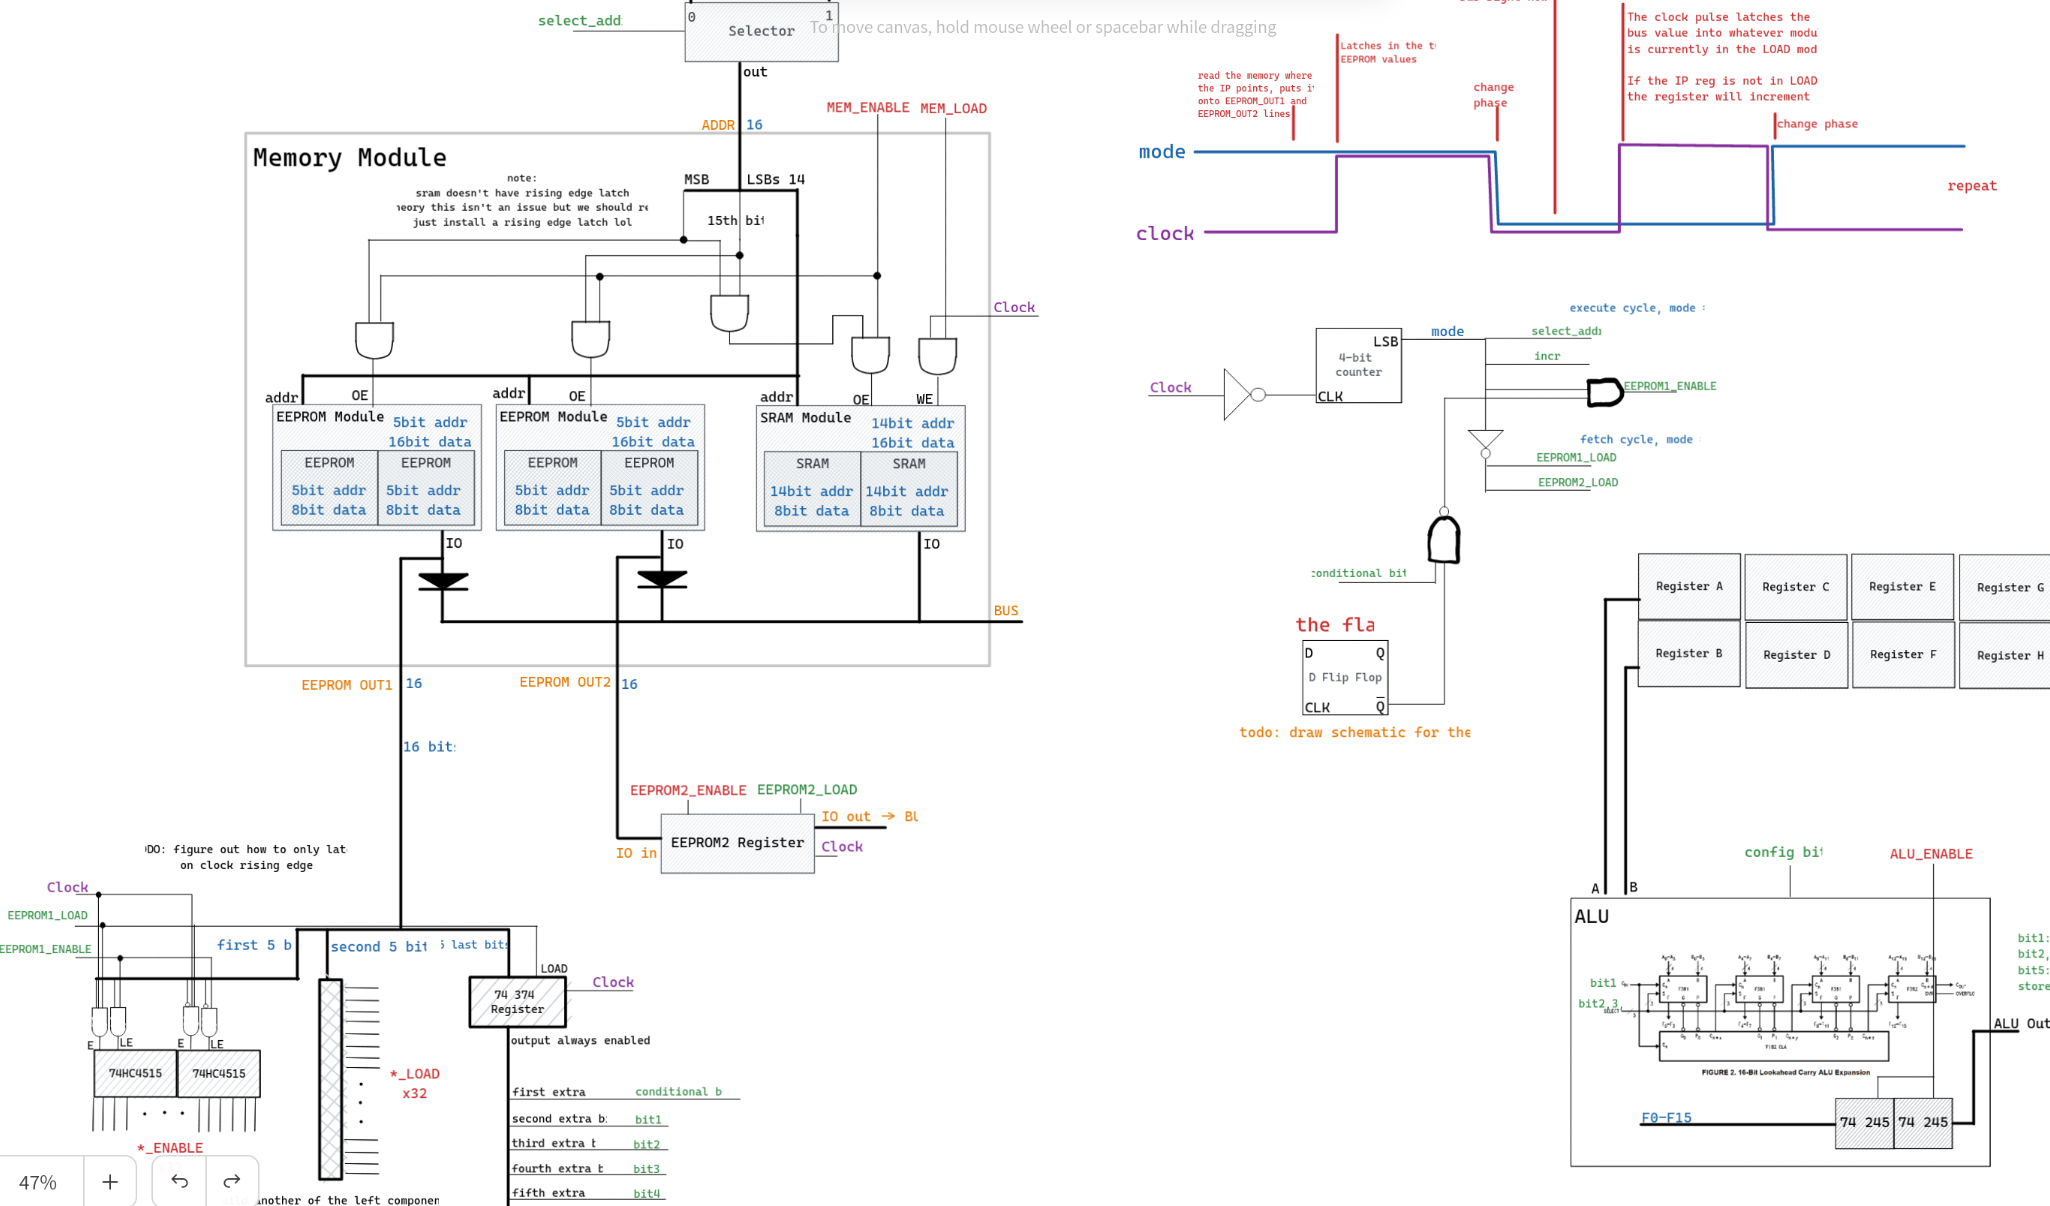 select_add
0
1
Selector
To move canvas, hold mouse wheel or spacebar while dragging
out
ADDR 16
MEM_ENABLE MEM_LOAD
Memory Module
note:
sram doesn't have rising edge latch
this isn't an issue but we should
just install a rising edge latch lol
MSB
LSBs 14
15th bit
Clock
addr
OE
addr
OE
addr
OE
WE
EEPROM Module
5bit addr
16bit data
EEPROM
5bit addr
8bit data
EEPROM
5bit addr
8bit data
EEPROM Module
5bit addr
16bit data
EEPROM
5bit addr
8bit data
EEPROM
5bit addr
8bit data
SRAM Module
14bit addr
16bit data
SRAM
14bit addr
8bit data
SRAM
14bit addr
8bit data
IO
IO
IO
BUS
EEPROM OUT1 16
EEPROM OUT2 16
16 bits
EEPROM2_ENABLE EEPROM2_LOAD
EEPROM2 Register
IO out →
IO in
Clock
figure out how to only
on clock rising edge
Clock
EEPROM1_LOAD
EEPROM1_ENABLE
first 5 b
second 5 bit
5 last bits
LOAD
74 374
Register
Clock
output always enabled
E
LE
E
LE
74HC4515
74HC4515
*_ENABLE
*_LOAD
x32
first extra
conditional b
second extra b
bit1
third extra b
bit2
fourth extra b
bit3
fifth extra
bit4
another of the left
47%
read the memory where
the IP points, puts
onto EEPROM_OUT1 and
EEPROM_OUT2 lines
Latches in the
EEPROM values
change
phase
The clock pulse latches the
bus value into whatever
is currently in the LOAD
If the IP reg is not in LOAD
the register will increment
change phase
mode
clock
repeat
execute cycle, mode
Clock
LSB
4-bit
counter
CLK
mode
select_add
incr
EEPROM1_ENABLE
fetch cycle, mode
EEPROM1_LOAD
EEPROM2_LOAD
conditional bit
the
D
Q
D Flip Flop
CLK
Q
todo: draw schematic for the
Register A
Register C
Register E
Register G
Register B
Register D
Register F
Register H
config bit
ALU_ENABLE
A
B
ALU
bit1
bit2,3
SELECT
FIGURE 2. 16-Bit Lookahead Carry ALU Expansion
F0-F15
74 245
74 245
ALU Out
bit1:
bit2,
bit5:
store